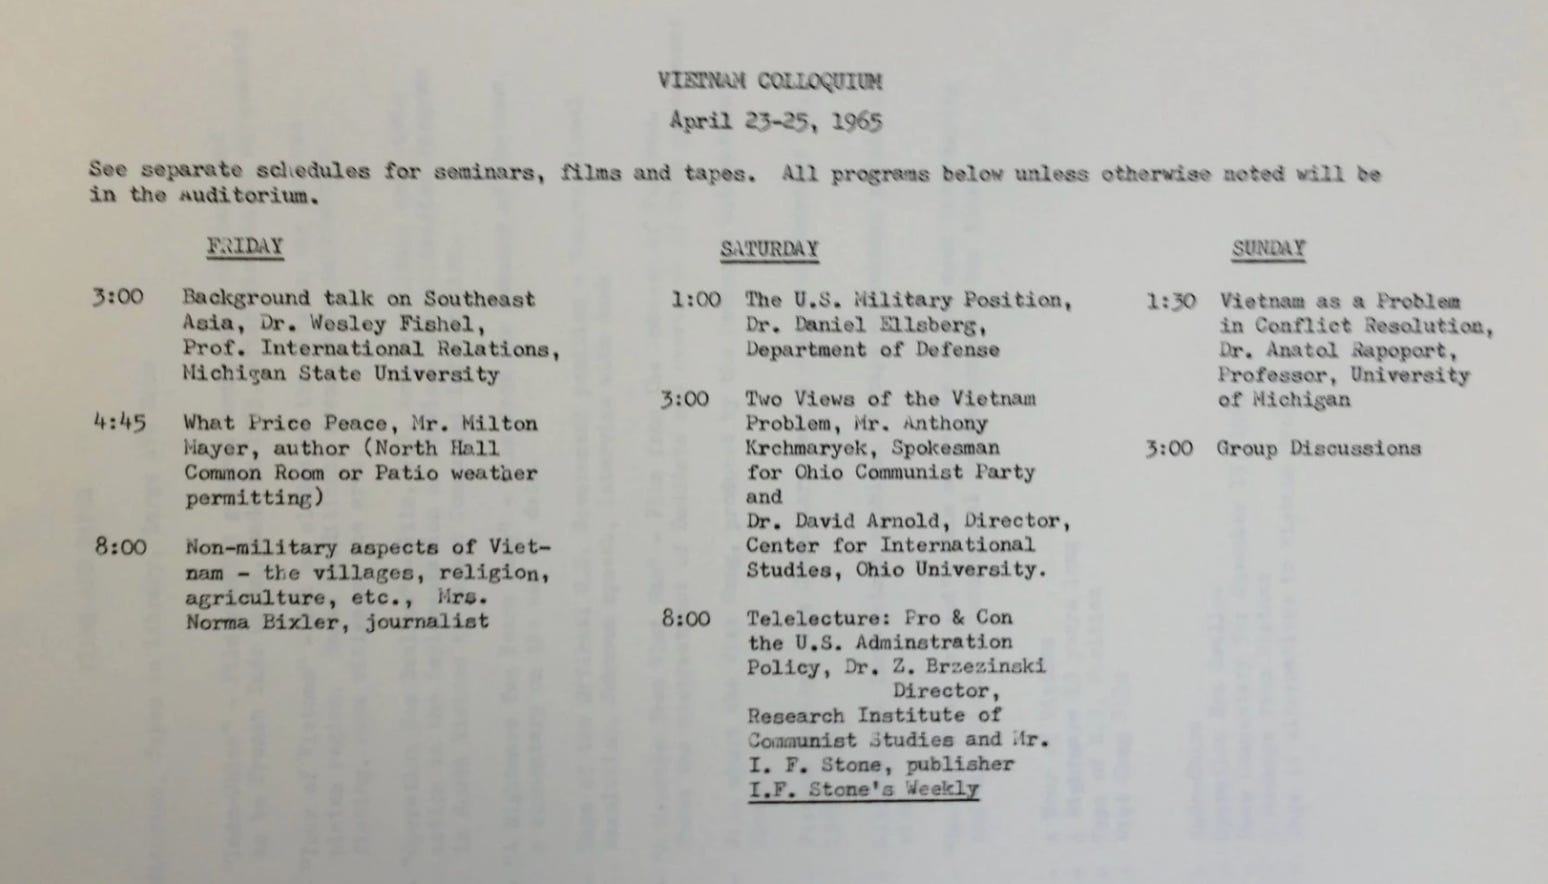 VIETNAM COLLOQUIUM
April 23-25, 1965
See separate schedules for seminars, films and tapes. All programs below unless otherwise noted will be
in the Auditorium.
FRIDAY
3:00 Background talk on Southeast
Asia, Dr. Wesley Fishel,
Prof. International Relations,
Michigan State University
4:45 What Price Peace, Mr. Milton
Mayer, author (North Hall
Common Room or Patio weather
permitting)
8:00 Non-military aspects of Viet-
nam - the villages, religion,
agriculture, etc., Mrs.
Norma Bixler, journalist
SATURDAY
1:00 The U.S. Military Position,
Dr. Daniel Ellsberg,
Department of Defense
3:00 Two Views of the Vietnam
Problem, Mr. Anthony
Krchmaryek, Spokesman
for Ohio Communist Party
and
Dr. David Arnold, Director,
Center for International
Studies, Ohio University.
8:00 Telelecture: Pro & Con
the U.S. Adminstration
Policy, Dr. Z. Brzezinski
Director,
Research Institute of
Communist Studies and Mr.
I. F. Stone, publisher
I.F. Stone's Weekly
SUNDAY
1:30 Vietnam as a Problem
in Conflict Resolution,
Dr. Anatol Rapoport,
Professor, University
of Michigan
3:00 Group Discussions